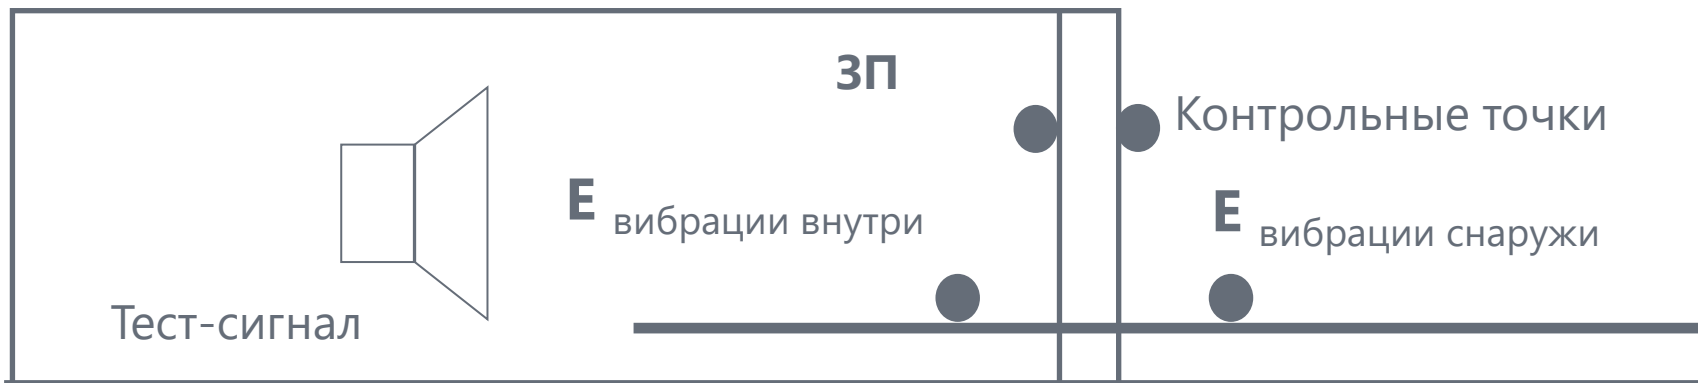 ЗП
Контрольные точки
E вибрации внутри
E вибрации снаружи
Тест-сигнал